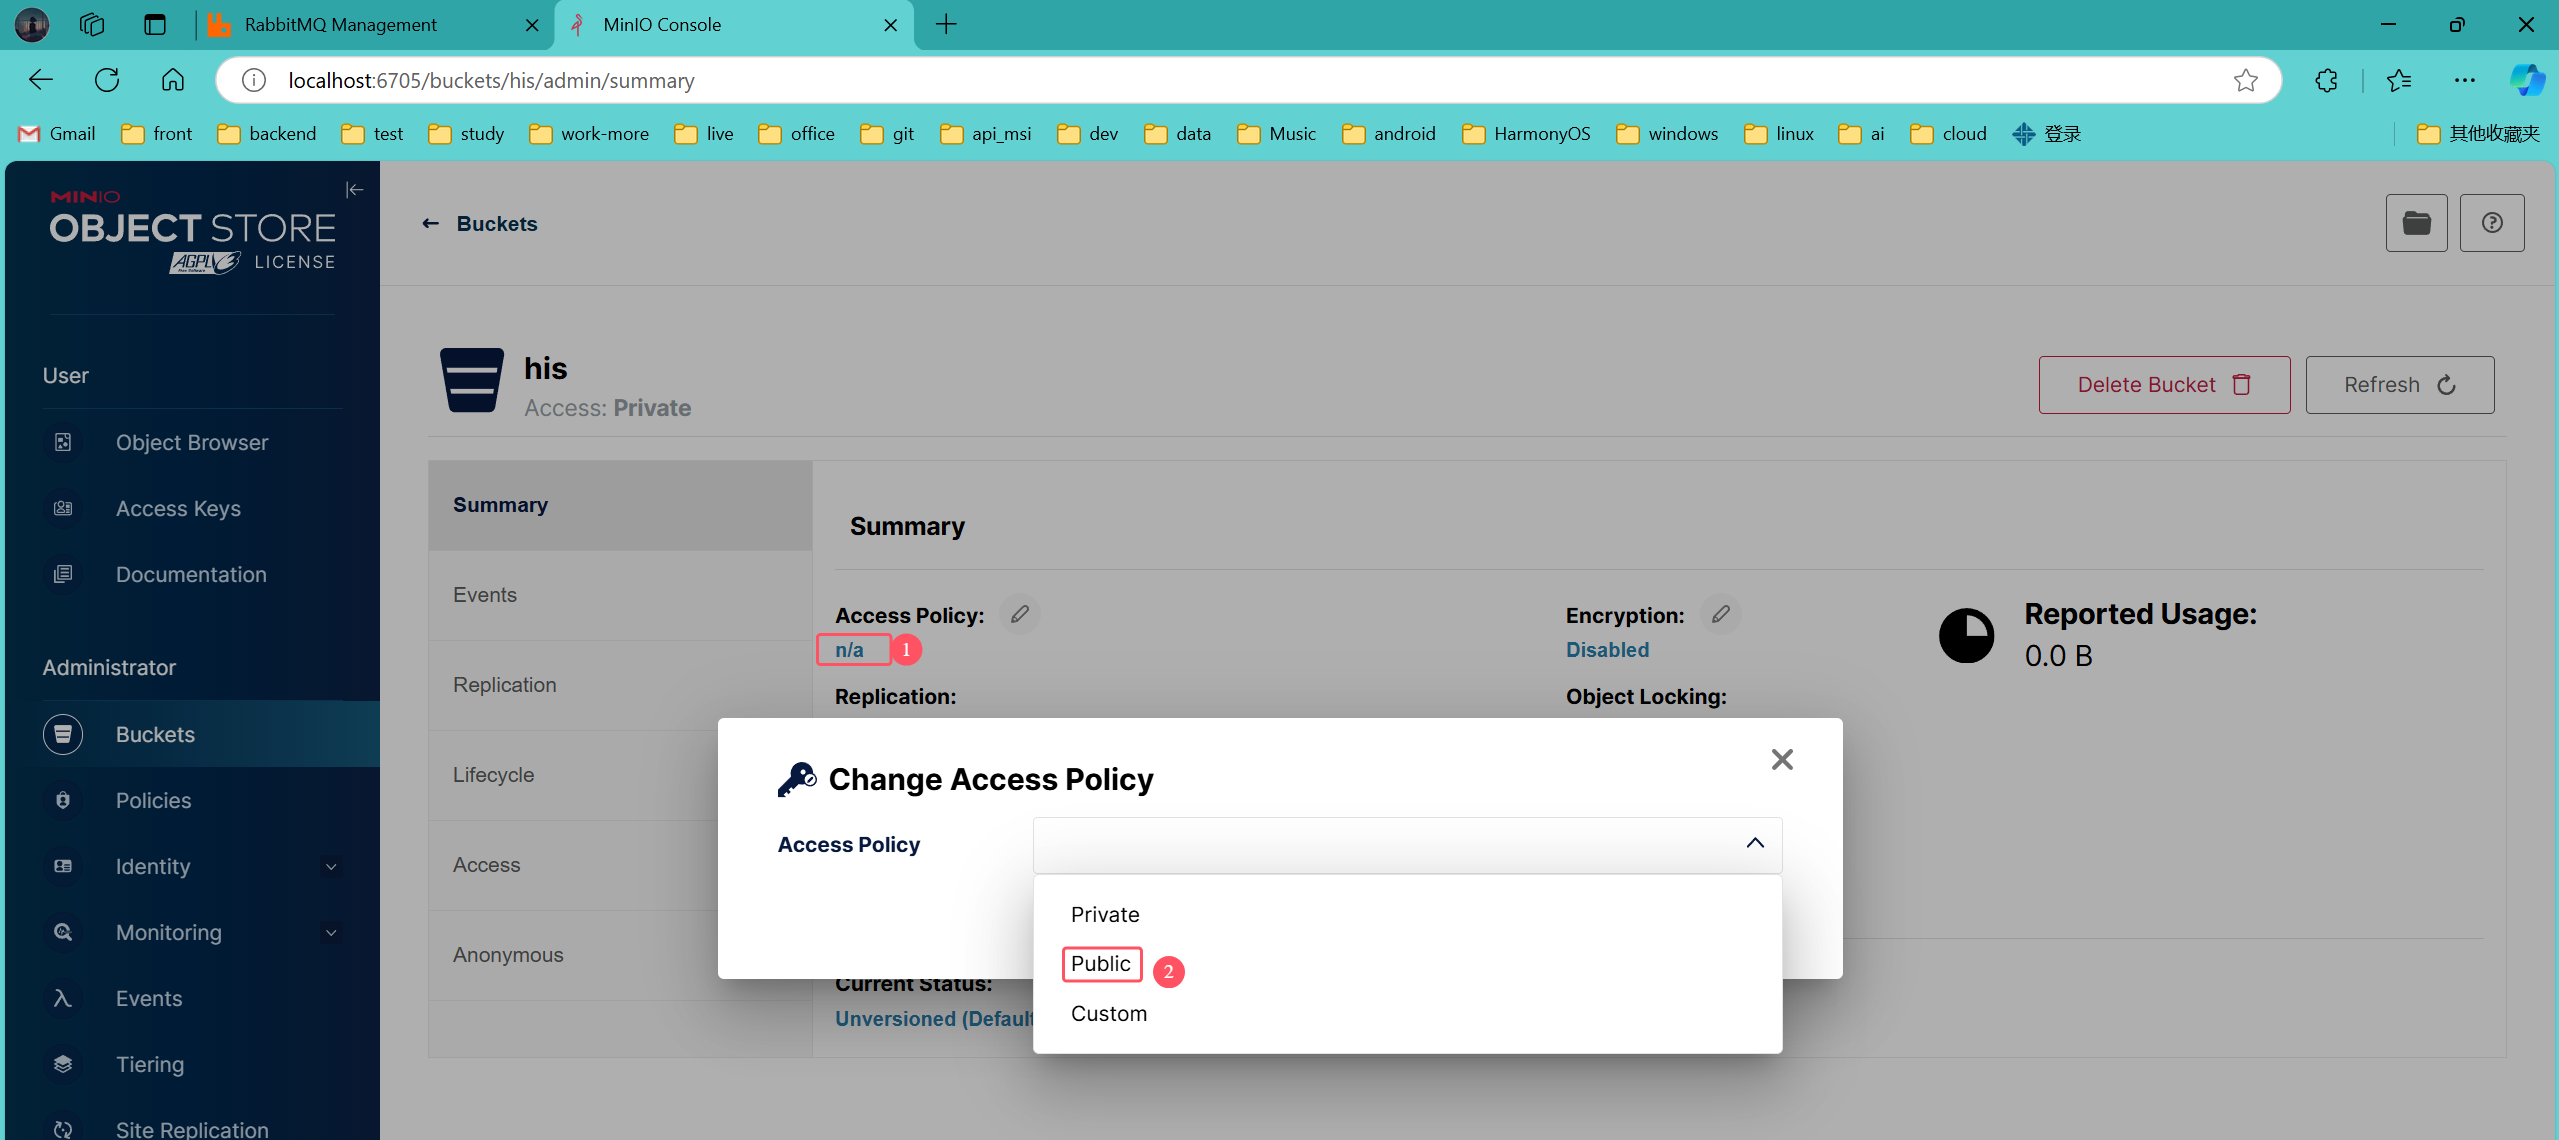 RabbitMQ Management
MinIO Console
localhost:6705/buckets/his/admin/summary
Gmail front backend test study work-more live office git api_msi dev data Music android HarmonyOS windows linux ai cloud 登录 其他收藏夹
MINIO
OBJECT STORE
AGPL v3 LICENSE
Buckets
User
Object Browser
Access Keys
Documentation
Administrator
Buckets
Policies
Identity
Monitoring
Events
Tiering
Site Replication
his
Access: Private
Delete Bucket
Refresh
Summary
Events
Replication
Lifecycle
Access
Anonymous
Summary
Access Policy:
n/a 1
Encryption:
Disabled
Reported Usage:
0.0 B
Replication:
Object Locking:
Change Access Policy
Access Policy
Private
Public 2
Custom
Current Status:
Unversioned (Default